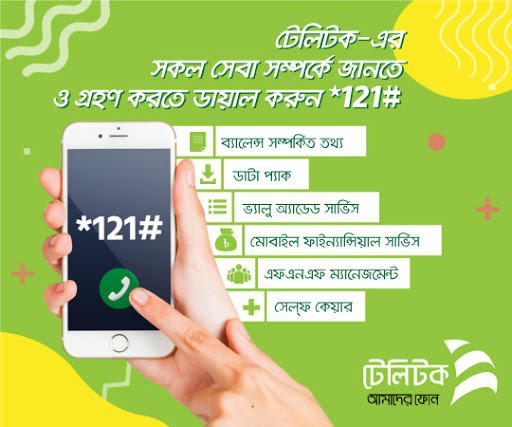 টেলিটক-এর
সকল সেবা সম্পর্কে জানতে
ও গ্রহণ করতে ডায়াল করুন *121#
ব্যালেন্স সম্পর্কিত তথ্য
ডাটা প্যাক
ভ্যালু অ্যাডেড সার্ভিস
মোবাইল ফাইন্যান্সিয়াল সার্ভিস
এফএনএফ ম্যানেজমেন্ট
সেল্ফ কেয়ার
*121#
টেলিটক
আমাদের ফোন